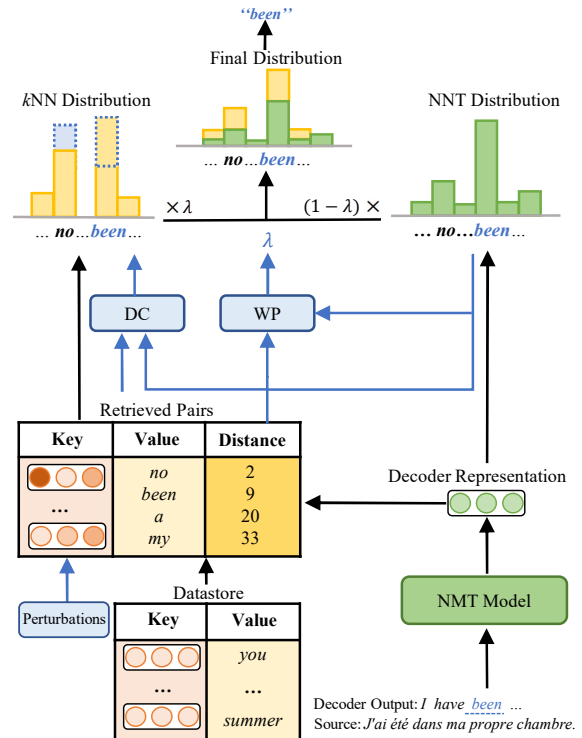 “been”
Final Distribution
kNN Distribution
NNT Distribution
... no...been...
... no...been...
... no...been...
× λ
(1 − λ) ×
λ
DC
WP
Retrieved Pairs
Key Value Distance
no 2
been 9
... a 20
my 33
Decoder Representation
Perturbations
Datastore
Key Value
you
... ...
summer
NMT Model
Decoder Output: I have been ...
Source: J'ai été dans ma propre chambre.